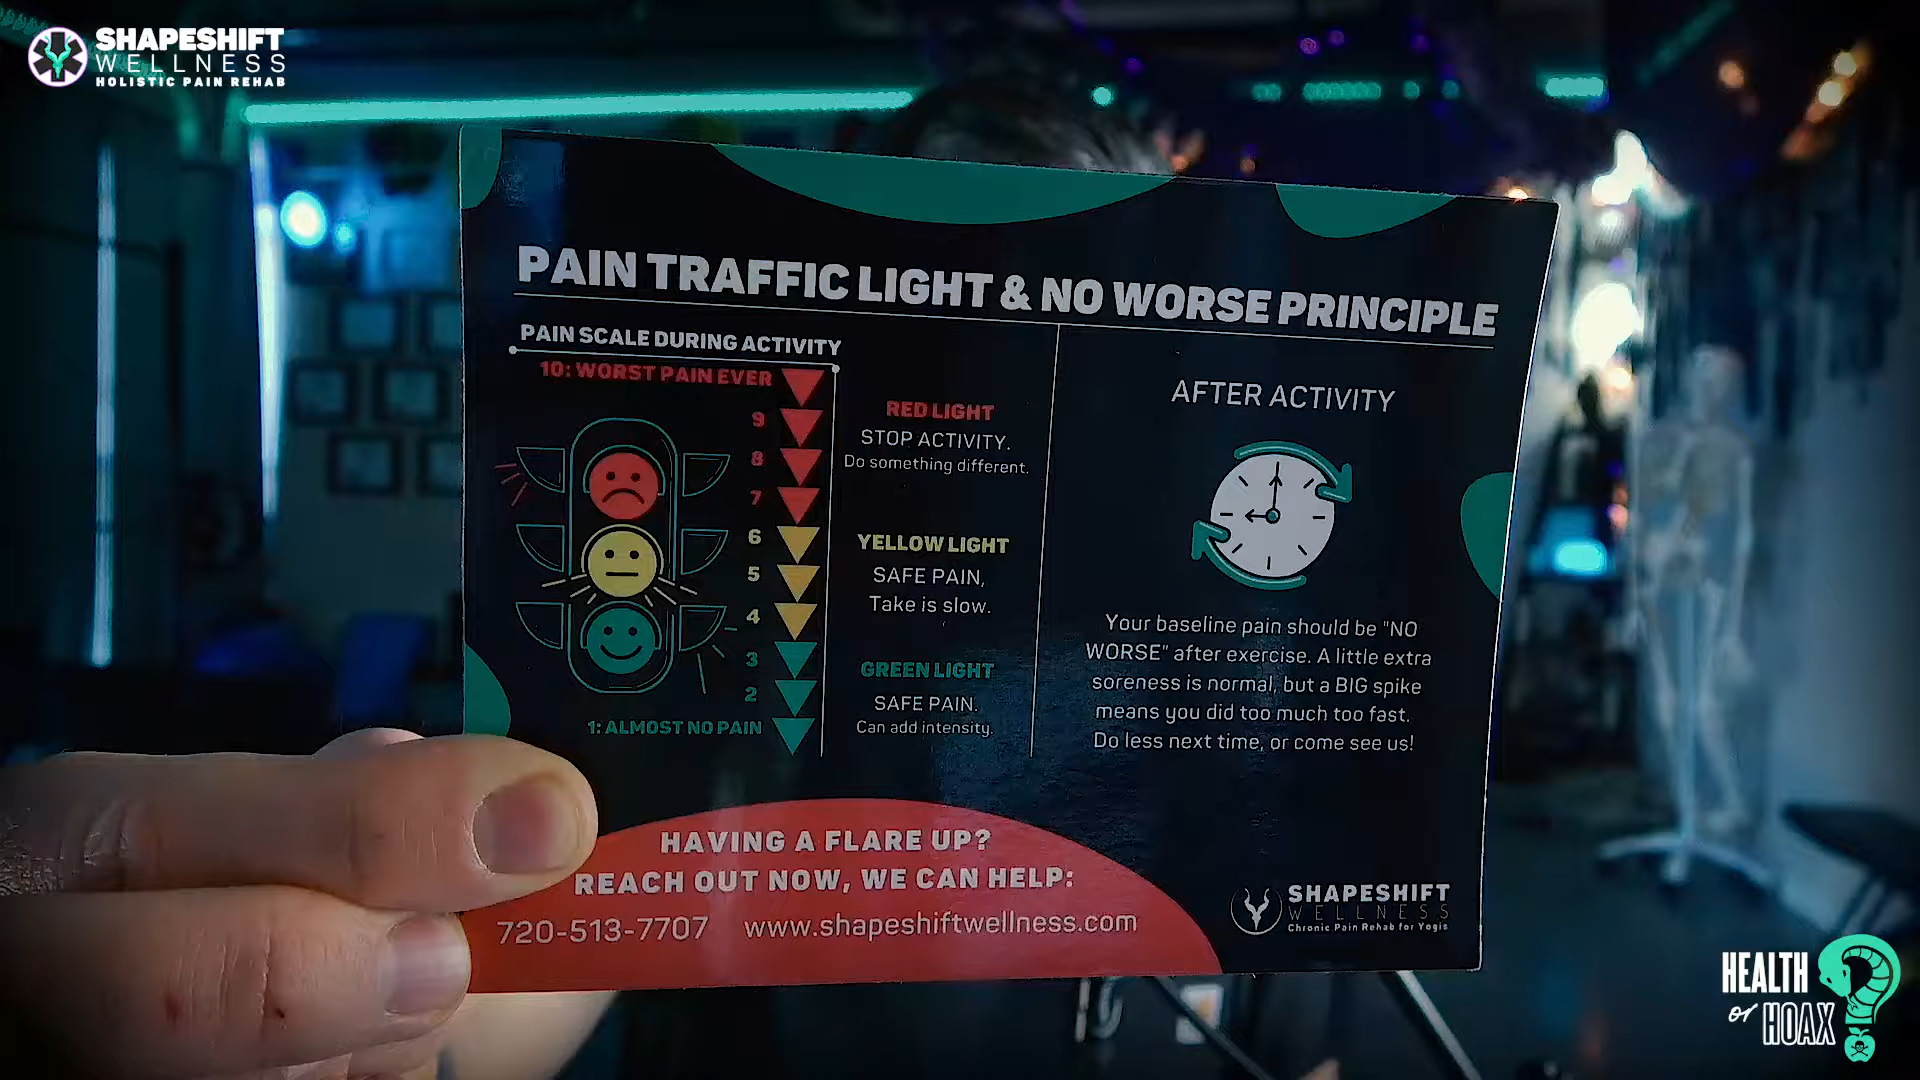 SHAPESHIFT
WELLNESS
HOLISTIC PAIN REHAB
PAIN TRAFFIC LIGHT & NO WORSE PRINCIPLE
PAIN SCALE DURING ACTIVITY
10: WORST PAIN EVER
9
8
7
6
5
4
3
2
1: ALMOST NO PAIN
RED LIGHT
STOP ACTIVITY.
Do something different.
YELLOW LIGHT
SAFE PAIN,
Take is slow.
GREEN LIGHT
SAFE PAIN.
Can add intensity.
AFTER ACTIVITY
Your baseline pain should be "NO
WORSE" after exercise. A little extra
soreness is normal, but a BIG spike
means you did too much too fast.
Do less next time, or come see us!
HAVING A FLARE UP?
REACH OUT NOW, WE CAN HELP:
720-513-7707 www.shapeshiftwellness.com
SHAPESHIFT
WELLNESS
Chronic Pain Rehab for Yogis
HEALTH
or HOAX